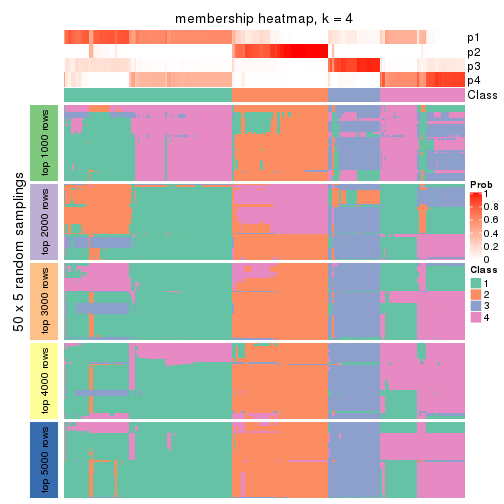 membership heatmap, k = 4
p1
p2
p3
p4
Class
50 x 5 random samplings
top 1000 rows
top 2000 rows
top 3000 rows
top 4000 rows
top 5000 rows
Prob
1
0.8
0.6
0.4
0.2
0
Class
1
2
3
4